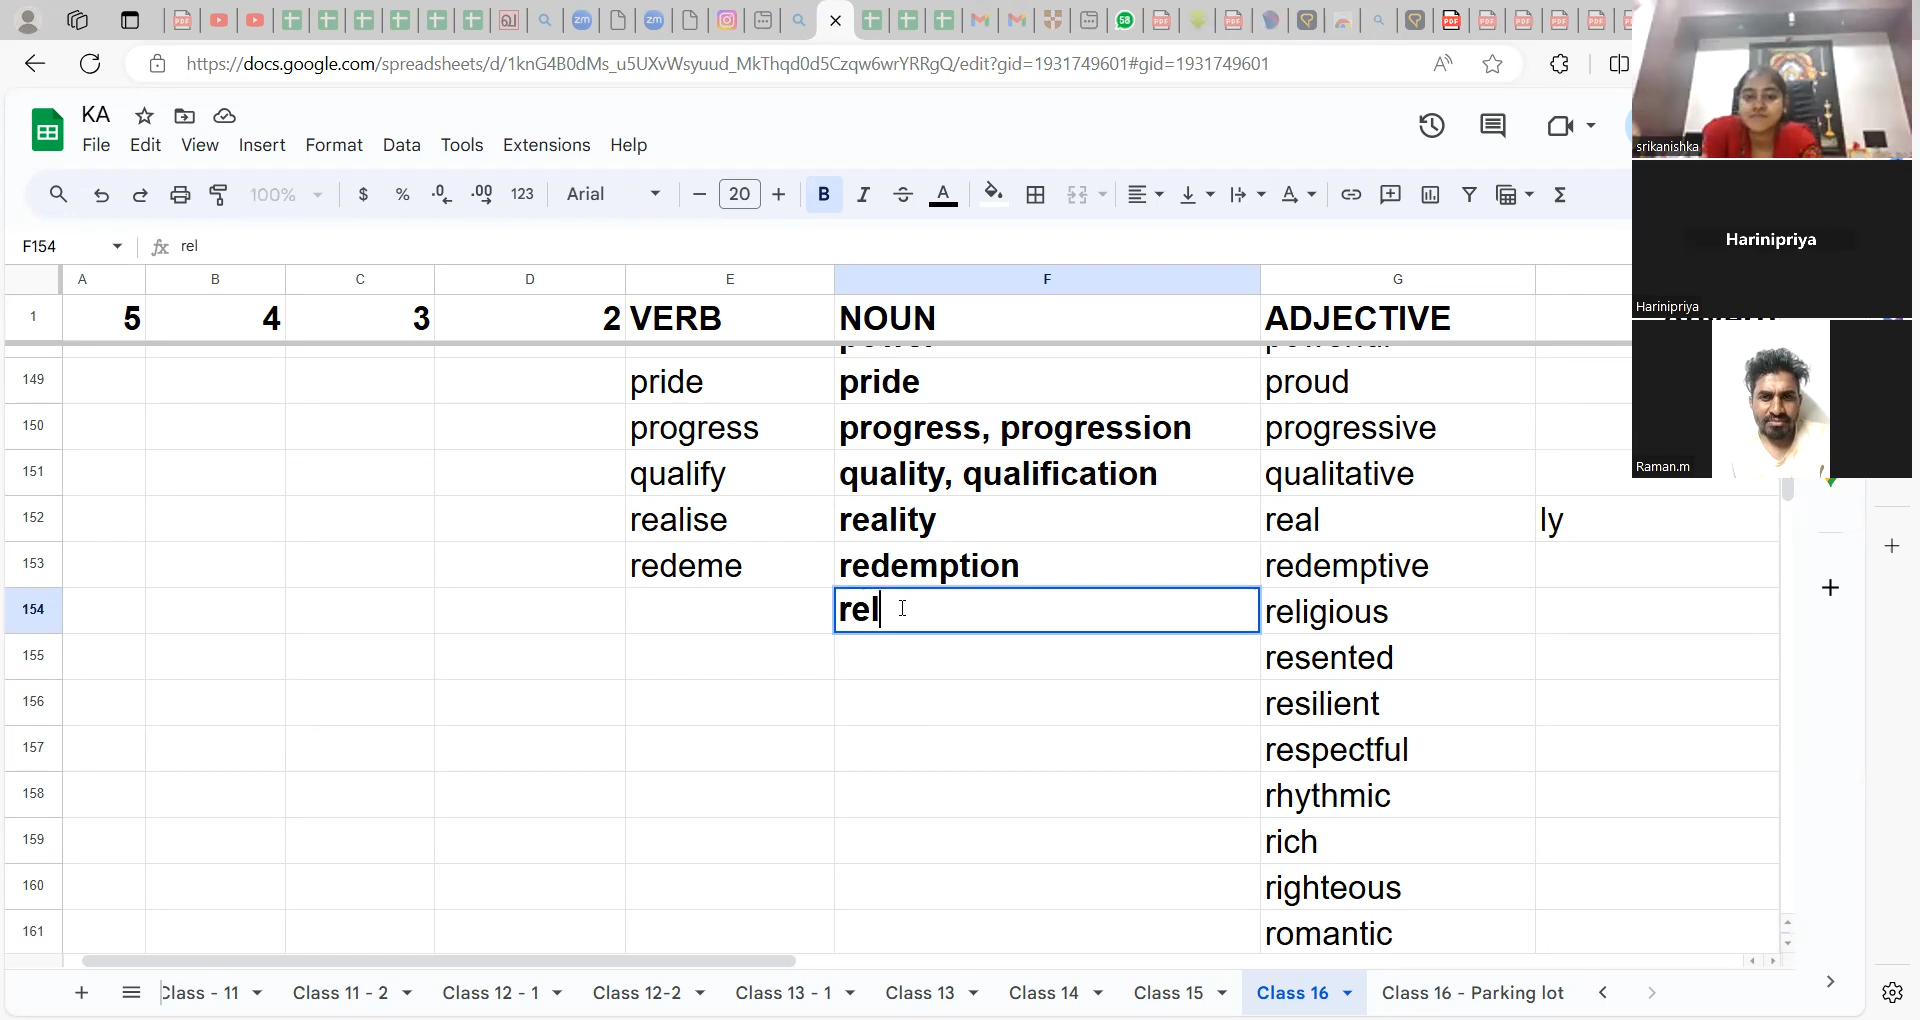 58
https://docs.google.com/spreadsheets/d/1knG4B0dMs_u5UXvWsyuud_MkThqd0d5Czqw6wrYRRgQ/edit?gid=1931749601#gid=1931749601
KA
File Edit View Insert Format Data Tools Extensions Help
100% $ % .0 .00 123 Arial 20 B I A
F154 fx rel
A B C D E F G
1 5 4 3 2 VERB NOUN ADJECTIVE
149 pride pride proud
150 progress progress, progression progressive
151 qualify quality, qualification qualitative
152 realise reality real ly
153 redeme redemption redemptive
154 rel religious
155 resented
156 resilient
157 respectful
158 rhythmic
159 rich
160 righteous
161 romantic
Class - 11 Class 11 - 2 Class 12 - 1 Class 12-2 Class 13 - 1 Class 13 Class 14 Class 15 Class 16 Class 16 - Parking lot
srikanishka
Harinipriya
Harinipriya
Raman.m